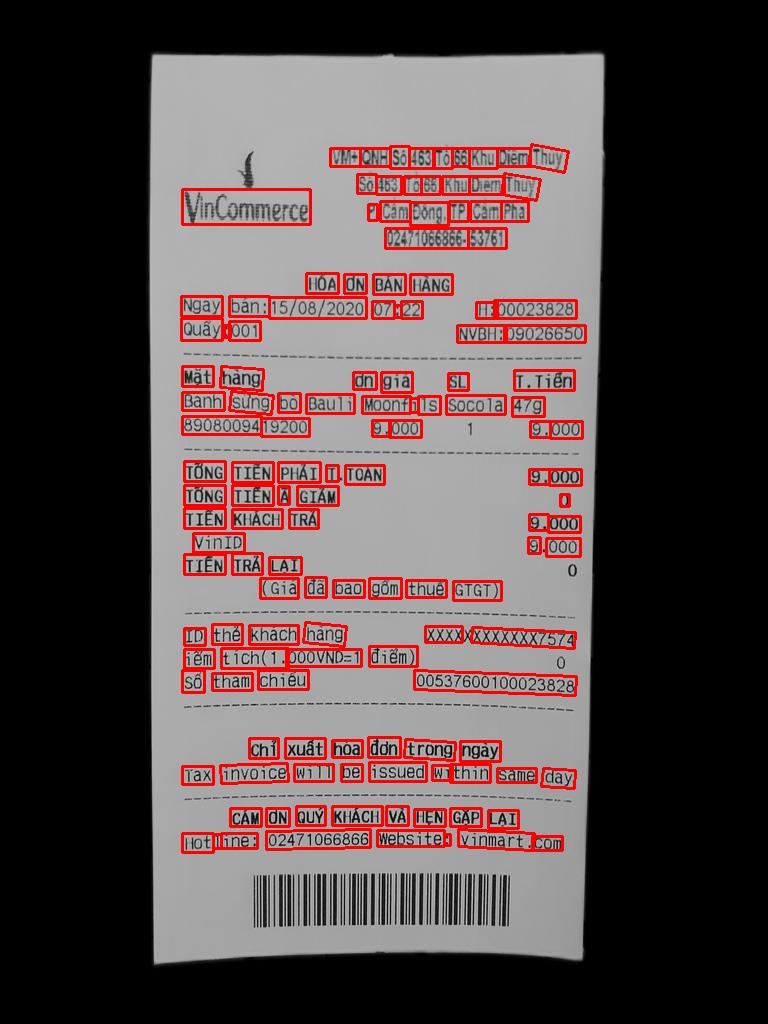 VM+ QNH Số 463 Tổ 66 Khu Diêm Thuỷ
Số 463, Tổ 66, Khu Diêm Thuỷ
VinCommerce
P Cẩm Đông, TP Cẩm Phả
02471066866-53761
HÓA ĐN BÁN HÀNG
Ngày bán:15/08/2020 07:22 H:00023828
Quầy:001 NVBH:09026650
Mặt hàng ơn giá SL T.Tiền
Bánh sừng bò Bauli Moonfils Socola 47g
8908009419200 9.000 1 9.000
TỔNG TIỀN PHẢI T.TOÁN 9.000
TỔNG TIỀN Ã GIẢM 0
TIỀN KHÁCH TRẢ 9.000
VinID 9.000
TIỀN TRẢ LẠI 0
(Giá đã bao gồm thuế GTGT)
ID thẻ khách hàng XXXXXXXXXXXX7574
iểm tích(1.000VND=1 điểm) 0
số tham chiếu 00537600100023828
Chỉ xuất hóa đơn trong ngày
Tax invoice will be issued within same day
CẢM ƠN QUÝ KHÁCH VÀ HẸN GẶP LẠI
Hotline: 02471066866 Website: vinmart.com